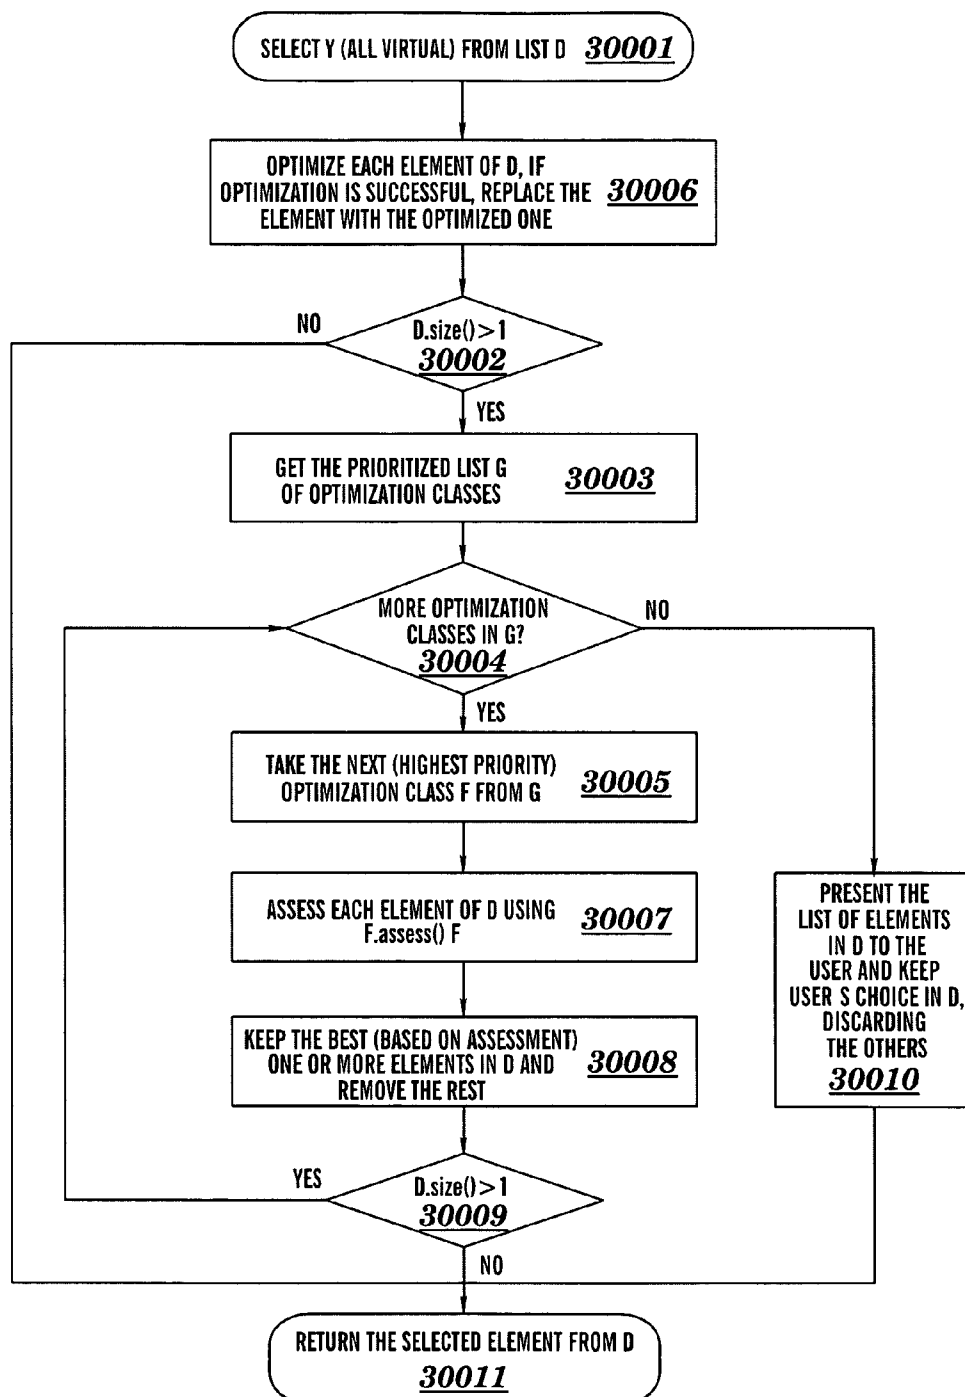 SELECT Y (ALL VIRTUAL) FROM LIST D 30001
OPTIMIZE EACH ELEMENT OF D, IF
OPTIMIZATION IS SUCCESSFUL, REPLACE THE
ELEMENT WITH THE OPTIMIZED ONE
30006
NO
D.size()>1
30002
YES
GET THE PRIORITIZED LIST G
OF OPTIMIZATION CLASSES
30003
MORE OPTIMIZATION
CLASSES IN G?
30004
NO
YES
TAKE THE NEXT (HIGHEST PRIORITY)
OPTIMIZATION CLASS F FROM G
30005
ASSESS EACH ELEMENT OF D USING
F.assess() F
30007
KEEP THE BEST (BASED ON ASSESSMENT)
ONE OR MORE ELEMENTS IN D AND
REMOVE THE REST
30008
PRESENT THE
LIST OF ELEMENTS
IN D TO THE
USER AND KEEP
USER S CHOICE IN D,
DISCARDING
THE OTHERS
30010
YES
D.size()>1
30009
NO
RETURN THE SELECTED ELEMENT FROM D
30011